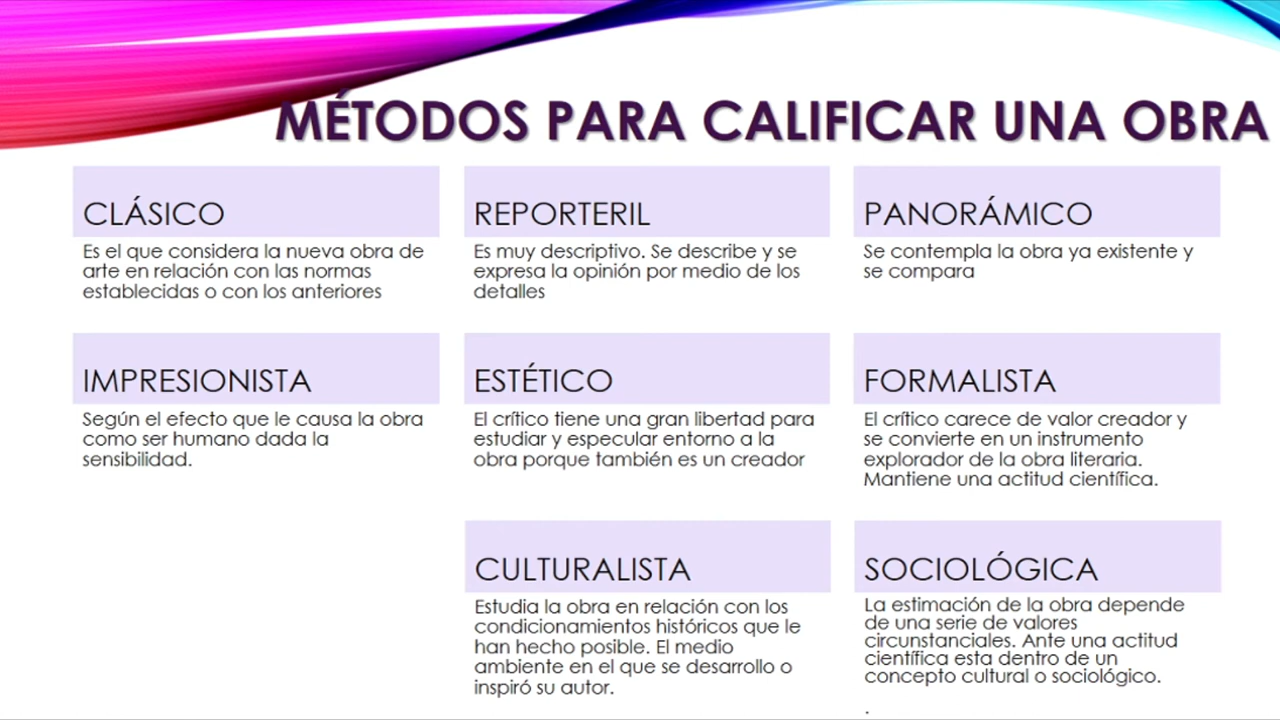 MÉTODOS PARA CALIFICAR UNA OBRA
CLÁSICO
Es el que considera la nueva obra de
arte en relación con las normas
establecidas o con los anteriores
REPORTERIL
Es muy descriptivo. Se describe y se
expresa la opinión por medio de los
detalles
PANORÁMICO
Se contempla la obra ya existente y
se compara
IMPRESIONISTA
Según el efecto que le causa la obra
como ser humano dada la
sensibilidad.
ESTÉTICO
El crítico tiene una gran libertad para
estudiar y especular entorno a la
obra porque también es un creador
FORMALISTA
El crítico carece de valor creador y
se convierte en un instrumento
explorador de la obra literaria.
Mantiene una actitud científica.
CULTURALISTA
Estudia la obra en relación con los
condicionamientos históricos que le
han hecho posible. El medio
ambiente en el que se desarrollo o
inspiró su autor.
SOCIOLÓGICA
La estimación de la obra depende
de una serie de valores
circunstanciales. Ante una actitud
científica esta dentro de un
concepto cultural o sociológico.
.